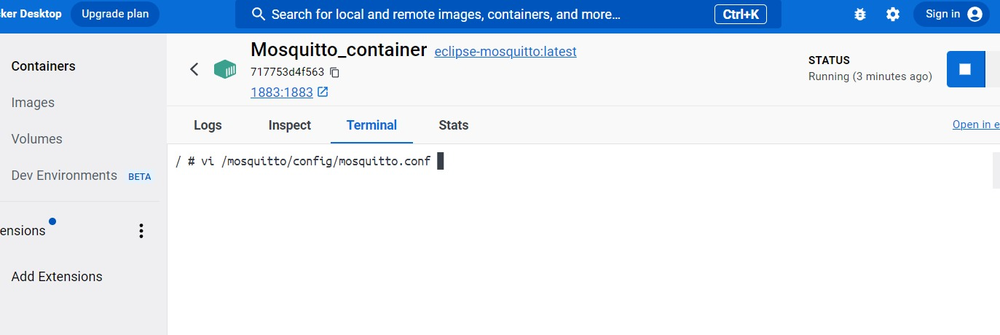 cker Desktop Upgrade plan Search for local and remote images, containers, and more... Ctrl+K Sign in
Mosquitto_container eclipse-mosquitto:latest
717753d4f563
1883:1883
STATUS
Running (3 minutes ago)
Containers
Images
Volumes
Dev Environments BETA
ensions
Add Extensions
Logs Inspect Terminal Stats Open in e
/ # vi /mosquitto/config/mosquitto.conf